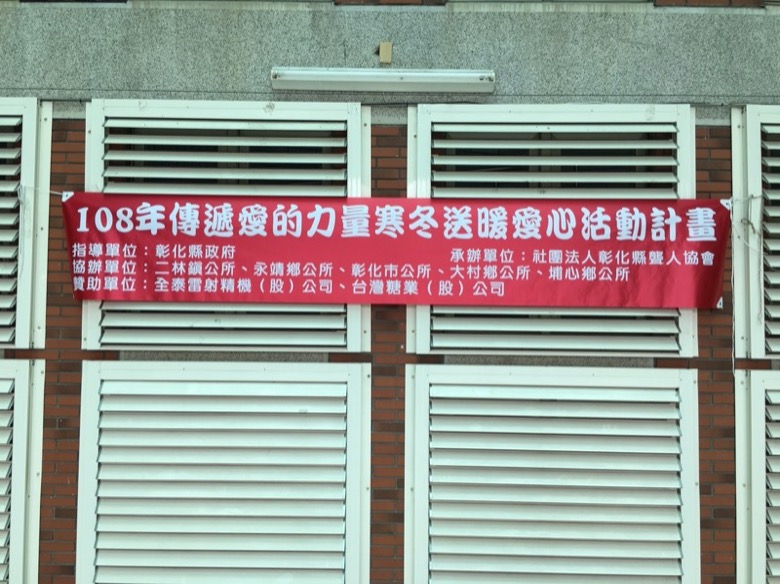 108年傳遞愛的力量寒冬送暖愛心活動計畫
指導單位：彰化縣政府 承辦單位：社團法人彰化縣聾人協會
協辦單位：二林鎮公所、永靖鄉公所、彰化市公所、大村鄉公所、埔心鄉公所
贊助單位：全泰雷射精機（股）公司、台灣糖業（股）公司